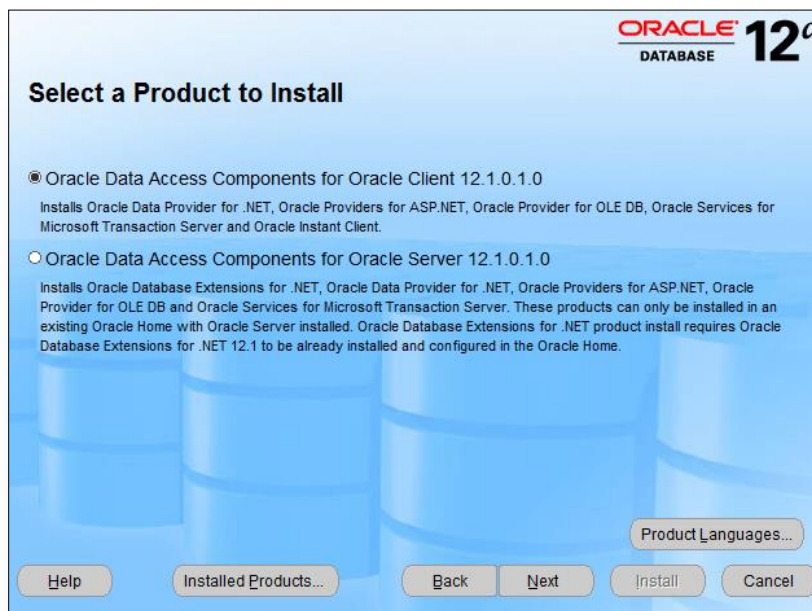 ORACLE
DATABASE
12c
Select a Product to Install
Oracle Data Access Components for Oracle Client 12.1.0.1.0
Installs Oracle Data Provider for .NET, Oracle Providers for ASP.NET, Oracle Provider for OLE DB, Oracle Services for
Microsoft Transaction Server and Oracle Instant Client.
Oracle Data Access Components for Oracle Server 12.1.0.1.0
Installs Oracle Database Extensions for .NET, Oracle Data Provider for .NET, Oracle Providers for ASP.NET, Oracle
Provider for OLE DB and Oracle Services for Microsoft Transaction Server. These products can only be installed in an
existing Oracle Home with Oracle Server installed. Oracle Database Extensions for .NET product install requires Oracle
Database Extensions for .NET 12.1 to be already installed and configured in the Oracle Home.
Product Languages...
Help
Installed Products...
Back
Next
Install
Cancel